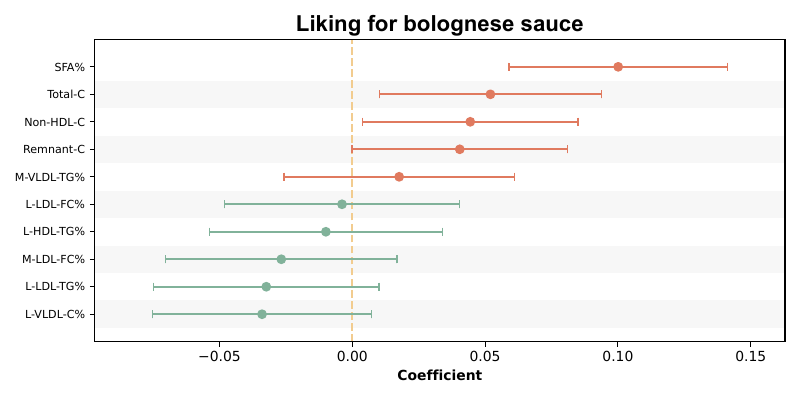 Liking for bolognese sauce
SFA%
Total-C
Non-HDL-C
Remnant-C
M-VLDL-TG%
L-LDL-FC%
L-HDL-TG%
M-LDL-FC%
L-LDL-TG%
L-VLDL-C%
−0.05 0.00 0.05 0.10 0.15
Coefficient